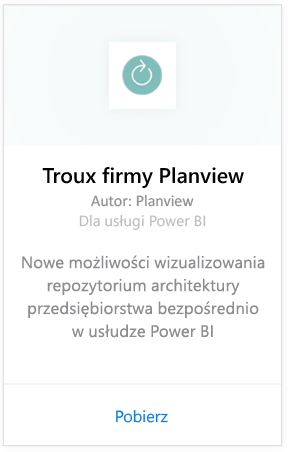 Troux firmy Planview
Autor: Planview
Dla usługi Power BI
Nowe możliwości wizualizowania
repozytorium architektury
przedsiębiorstwa bezpośrednio
w usłudze Power BI
Pobierz